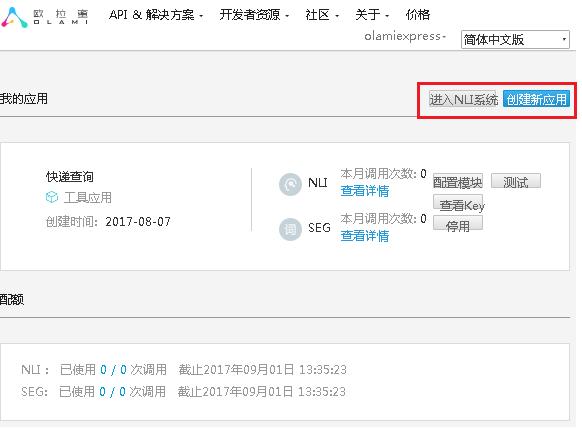 欧拉蜜 API & 解决方案 开发者资源 社区 关于 价格
OLAMI
olamiexpress 简体中文版
我的应用 进入NLI系统 创建新应用
快递查询
工具应用
创建时间: 2017-08-07
NLI 本月调用次数: 0
查看详情
配置模块 测试
查看Key
词 SEG 本月调用次数: 0
查看详情
停用
配额
NLI : 已使用 0 / 0 次调用 截止2017年09月01日 13:35:23
SEG: 已使用 0 / 0 次调用 截止2017年09月01日 13:35:23